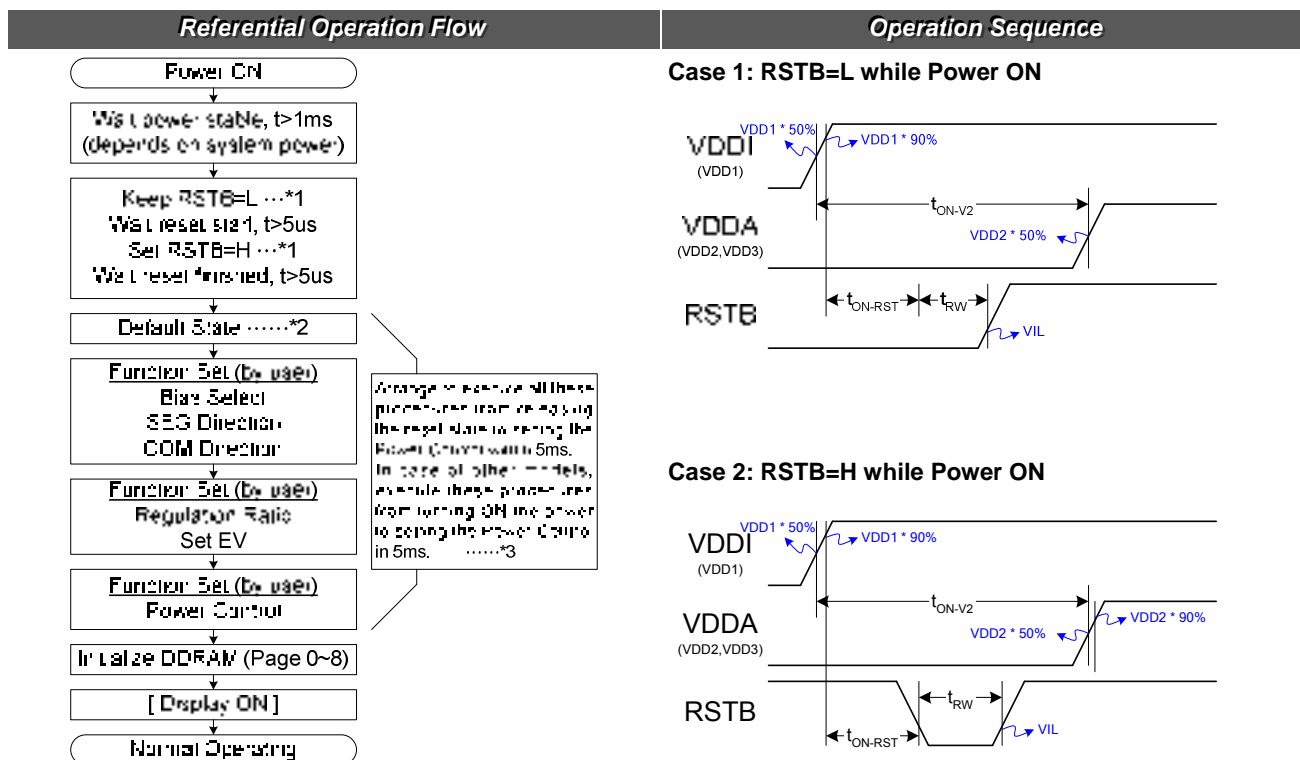 Referential Operation Flow
Power ON
Wait power stable, t>1ms
(depends on system power)
Keep RSTB=L ···*1
Wait reset start, t>5us
Set RSTB=H ···*1
Wait reset finished, t>5us
Default State ······*2
Function Set (by user)
Bias Select
SEG Direction
COM Direction
Function Set (by user)
Regulation Ratio
Set EV
Function Set (by user)
Power Control
Initialize DDRAM (Page 0~8)
[ Display ON ]
Normal Operating
Arrange to execute all these
procedures from releasing
the reset state to setting the
Power Control within 5ms.
In case of other models,
execute these procedures
from turning ON the power
to setting the Power Control
in 5ms. ······*3
Operation Sequence
Case 1: RSTB=L while Power ON
VDD1 * 50%
VDD1 * 90%
VDDI
(VDD1)
tON-V2
VDDA
(VDD2,VDD3)
VDD2 * 50%
RSTB
tON-RST
tRW
VIL
Case 2: RSTB=H while Power ON
VDD1 * 50%
VDD1 * 90%
VDDI
(VDD1)
tON-V2
VDDA
(VDD2,VDD3)
VDD2 * 50%
VDD2 * 90%
RSTB
tRW
tON-RST
VIL